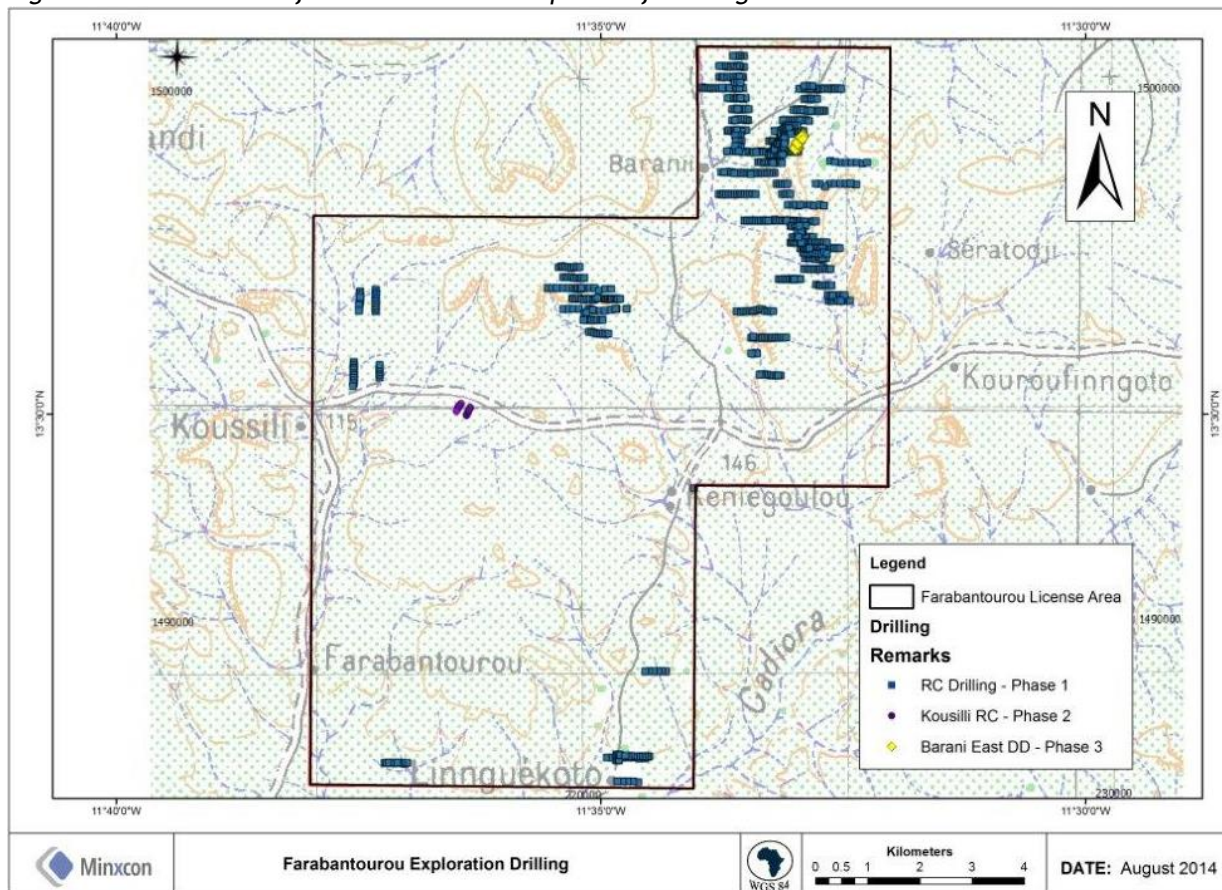 11°40'0"W 11°35'0"W 11°30'0"W
1500000 1500000
andi
N
Barani
Sératodji
Kouroufinngoto
13°30'0"N 13°30'0"N
Koussili 115
146
Keniégoulou
Legend
Farabantourou License Area
Drilling
Remarks
RC Drilling - Phase 1
Kousilli RC - Phase 2
Barani East DD - Phase 3
1490000 1490000
Farabantourou
Cadiora
Linnguékoto
220000 230000
11°40'0"W 11°35'0"W 11°30'0"W
Minxcon
Farabantourou Exploration Drilling
WGS 84
Kilometers
0 0.5 1 2 3 4
DATE: August 2014